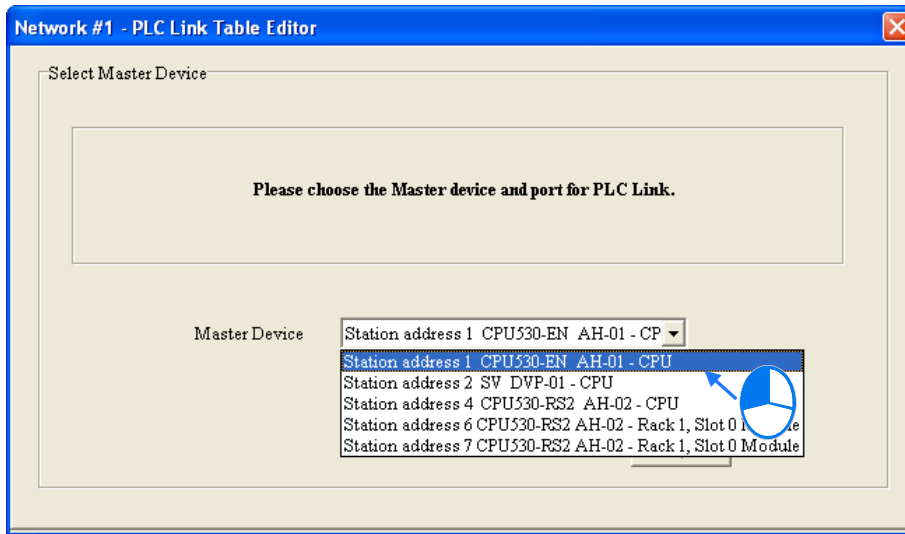 Network #1 - PLC Link Table Editor
Select Master Device
Please choose the Master device and port for PLC Link.
Master Device
Station address 1 CPU530-EN AH-01 - CP
Station address 1 CPU530-EN AH-01 - CPU
Station address 2 SV DVP-01 - CPU
Station address 4 CPU530-RS2 AH-02 - CPU
Station address 6 CPU530-RS2 AH-02 - Rack 1, Slot 0
Station address 7 CPU530-RS2 AH-02 - Rack 1, Slot 0 Module